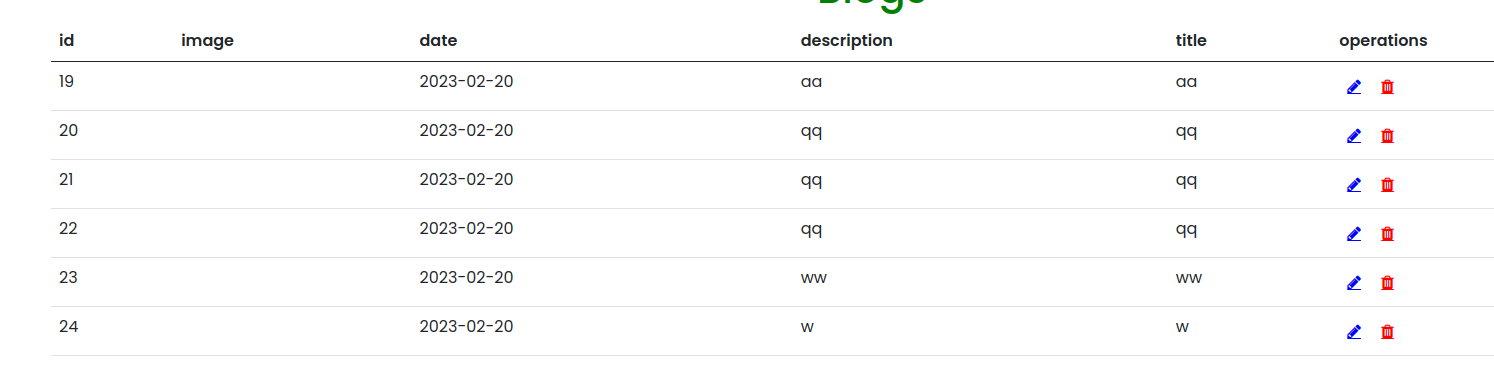 Blogs
id image date description title operations
19 2023-02-20 aa aa
20 2023-02-20 qq qq
21 2023-02-20 qq qq
22 2023-02-20 qq qq
23 2023-02-20 ww ww
24 2023-02-20 w w